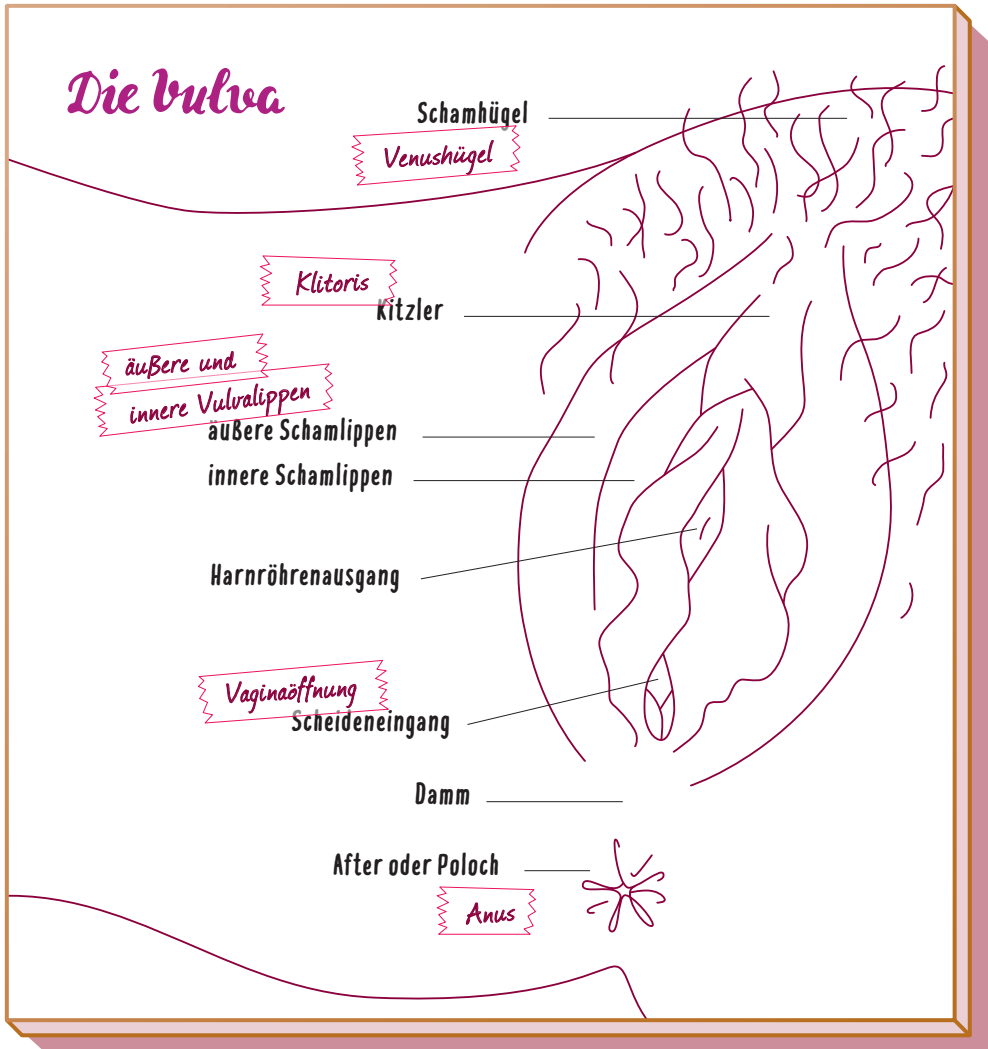 Die Vulva
Schamhügel
Venushügel
Klitoris
Kitzler
äußere und
innere Vulvalippen
äußere Schamlippen
innere Schamlippen
Harnröhrenausgang
Vaginaöffnung
Scheideneingang
Damm
After oder Poloch
Anus